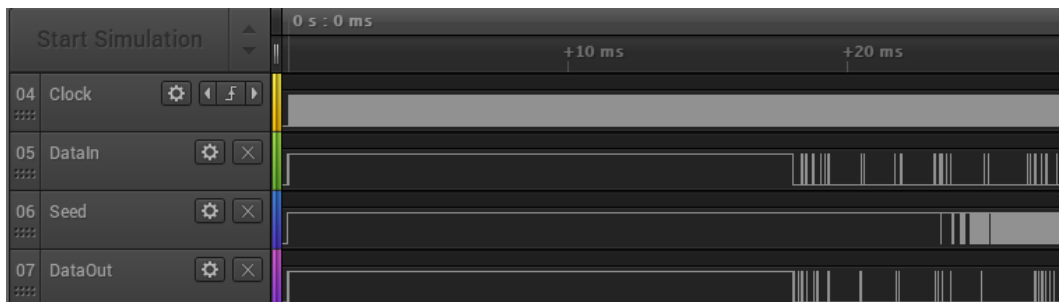 Start Simulation
0 s : 0 ms
+10 ms
+20 ms
04 Clock
05 DataIn
06 Seed
07 DataOut